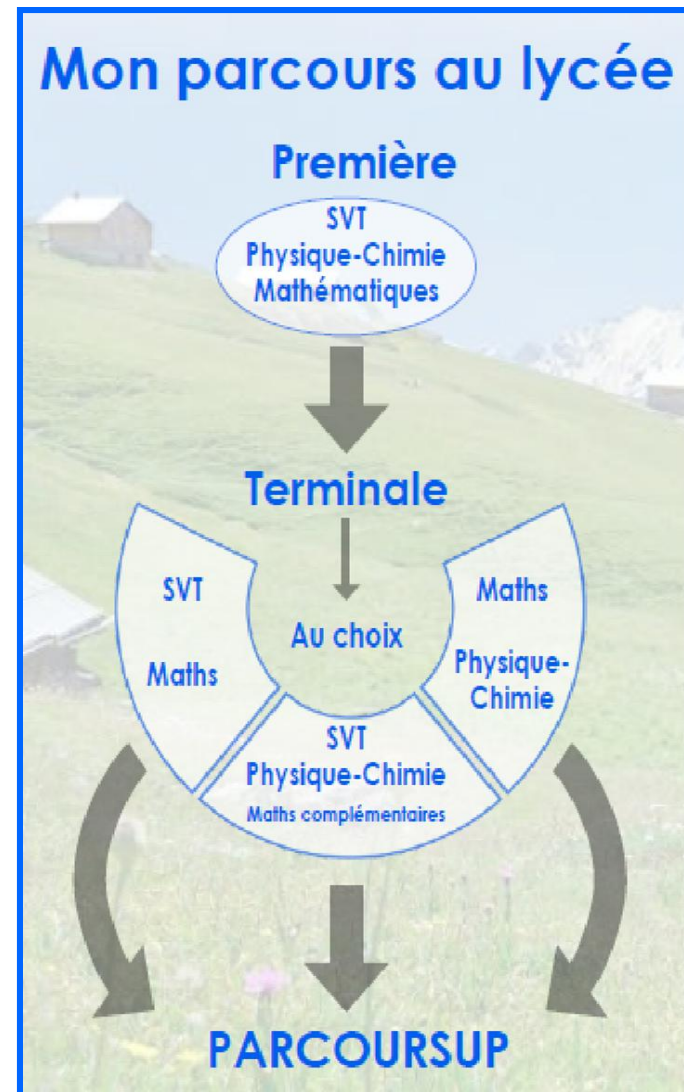 Mon parcours au lycée
Première
SVT
Physique-Chimie
Mathématiques
Terminale
Au choix
SVT
Maths
SVT
Physique-Chimie
Maths complémentaires
Maths
Physique-
Chimie
PARCOURSUP